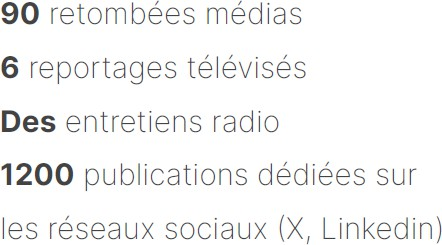 90 retombées médias
6 reportages télévisés
Des entretiens radio
1200 publications dédiées sur
les réseaux sociaux (X, Linkedin)